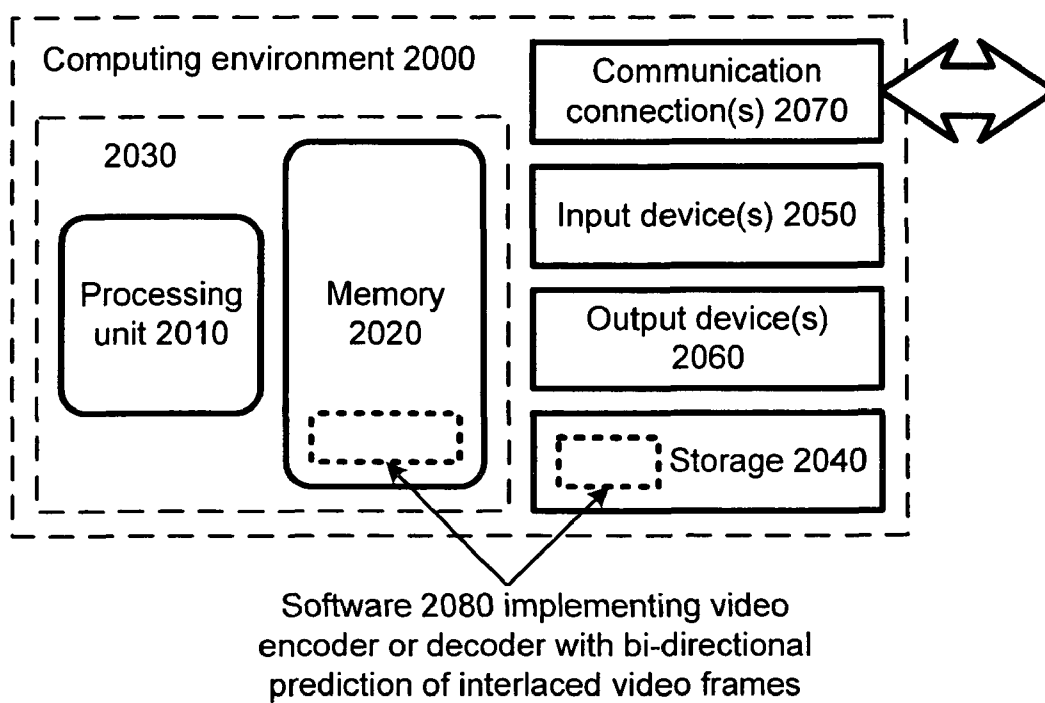 Computing environment 2000
2030
Processing
unit 2010
Memory
2020
Communication
connection(s) 2070
Input device(s) 2050
Output device(s)
2060
Storage 2040
Software 2080 implementing video
encoder or decoder with bi-directional
prediction of interlaced video frames